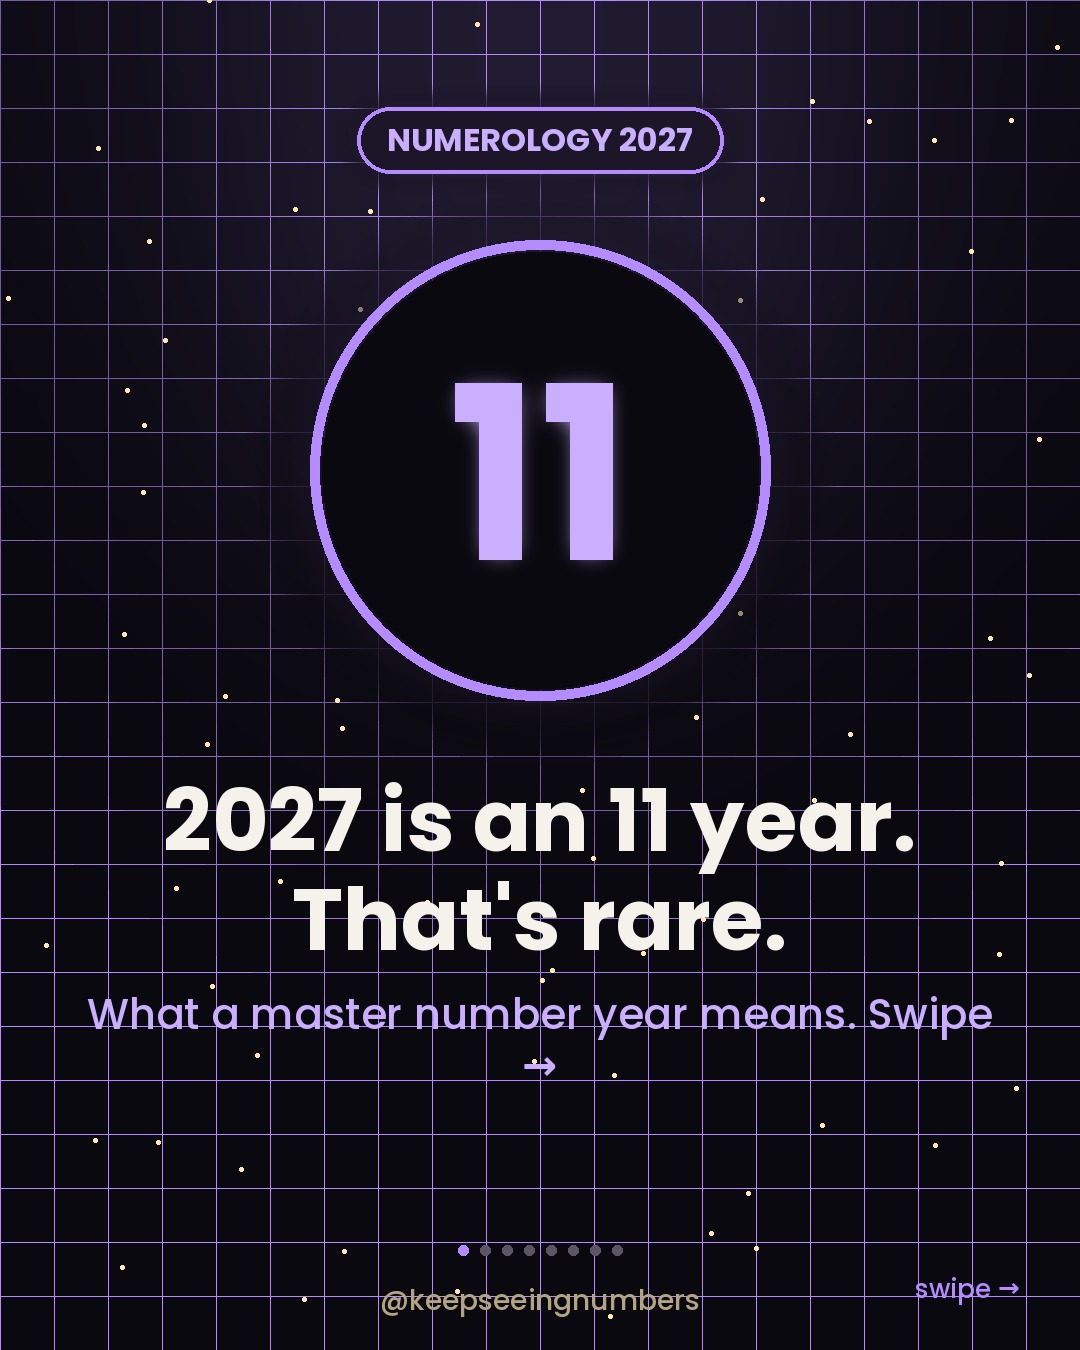 NUMEROLOGY 2027
11
2027 is an 11 year.
That's rare.
What a master number year means. Swipe
→
@keepseeingnumbers
swipe →